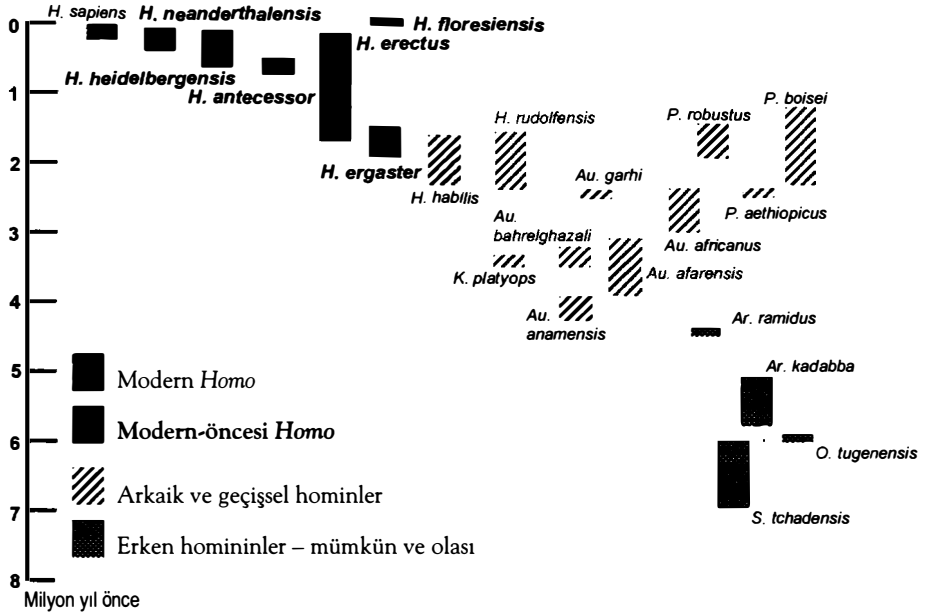 0
H. sapiens
H. neanderthalensis
H. floresiensis
H. erectus
H. heidelbergensis
H. antecessor
1
P. boisei
P. robustus
H. rudolfensis
2
H. ergaster
Au. garhi
H. habilis
P. aethiopicus
Au.
bahrelghazali
3
Au. africanus
K. platyops
Au. afarensis
4
Au.
anamensis
Ar. ramidus
5
Ar. kadabba
Modern Homo
Modern-öncesi Homo
6
O. tugenensis
Arkaik ve geçişsel hominler
7
S. tchadensis
Erken homininler – mümkün ve olası
8
Milyon yıl önce